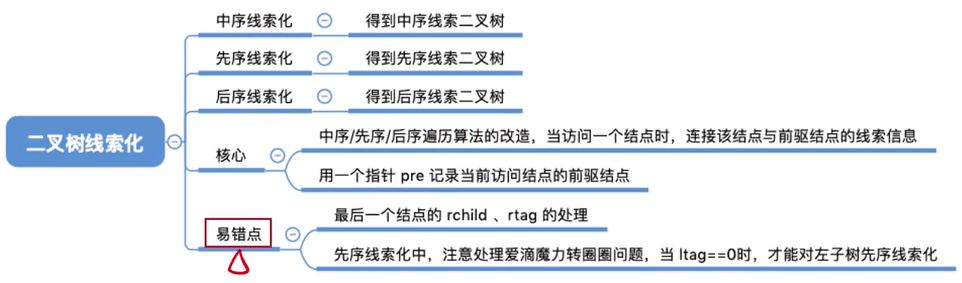 中序线索化
得到中序线索二叉树
先序线索化
得到先序线索二叉树
后序线索化
得到后序线索二叉树
二叉树线索化
核心
中序/先序/后序遍历算法的改造，当访问一个结点时，连接该结点与前驱结点的线索信息
用一个指针 pre 记录当前访问结点的前驱结点
易错点
最后一个结点的 rchild 、rtag 的处理
先序线索化中，注意处理爱滴魔力转圈圈问题，当 ltag==0时，才能对左子树先序线索化